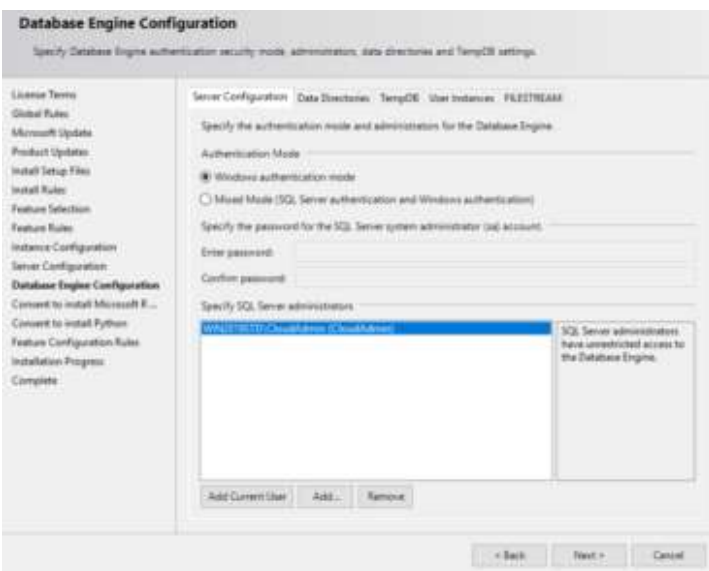 Database Engine Configuration
Specify Database Engine authentication security mode, administrators, data directories and TempDB settings.
License Terms
Global Rules
Microsoft Update
Product Updates
Install Setup Files
Install Rules
Feature Selection
Feature Rules
Instance Configuration
Server Configuration
Database Engine Configuration
Consent to install Microsoft R ...
Consent to install Python
Feature Configuration Rules
Installation Progress
Complete
Server Configuration Data Directories TempDB User Instances FILESTREAM
Specify the authentication mode and administrators for the Database Engine.
Authentication Mode
Windows authentication mode
Mixed Mode (SQL Server authentication and Windows authentication)
Specify the password for the SQL Server system administrator (sa) account.
Enter password:
Confirm password:
Specify SQL Server administrators
(CloudAdmin)
SQL Server administrators
have unrestricted access to
the Database Engine.
Add Current User Add... Remove
< Back Next > Cancel